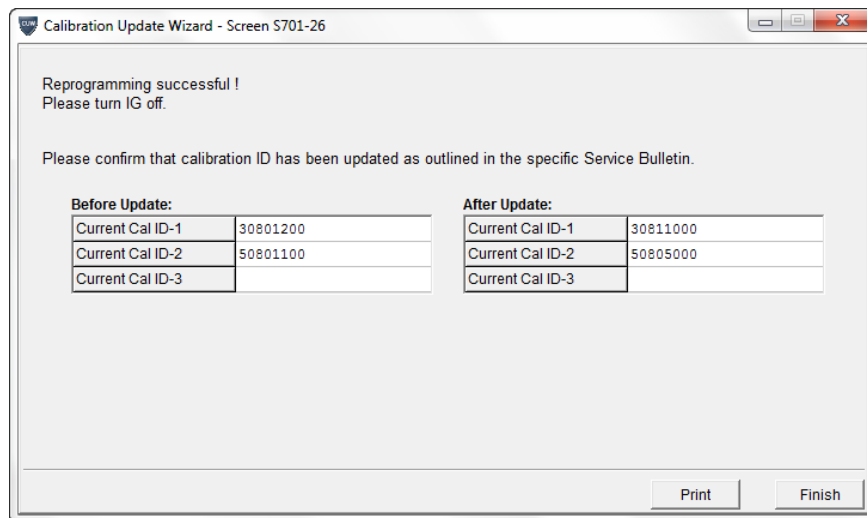 CUW Calibration Update Wizard - Screen S701-26
Reprogramming successful !
Please turn IG off.
Please confirm that calibration ID has been updated as outlined in the specific Service Bulletin.
Before Update:
Current Cal ID-1 30801200
Current Cal ID-2 50801100
Current Cal ID-3
After Update:
Current Cal ID-1 30811000
Current Cal ID-2 50805000
Current Cal ID-3
Print Finish